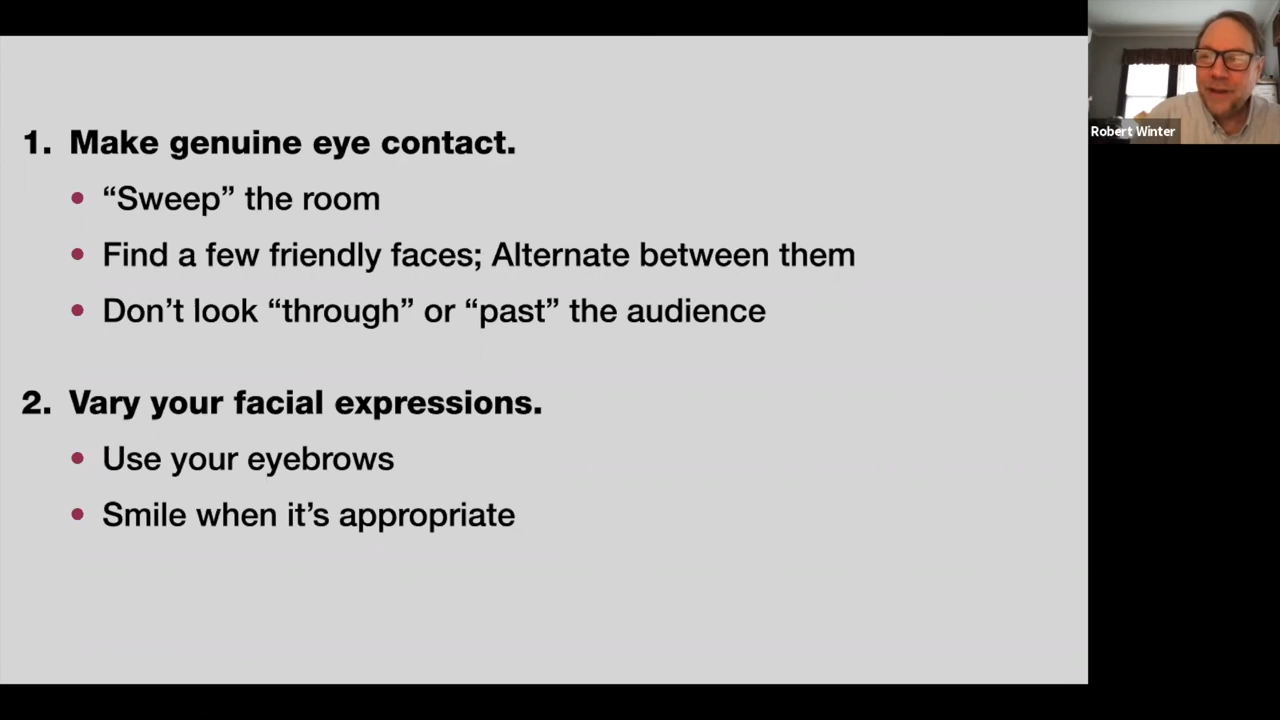 1. Make genuine eye contact.
• “Sweep” the room
• Find a few friendly faces; Alternate between them
• Don’t look “through” or “past” the audience
2. Vary your facial expressions.
• Use your eyebrows
• Smile when it’s appropriate
Robert Winter